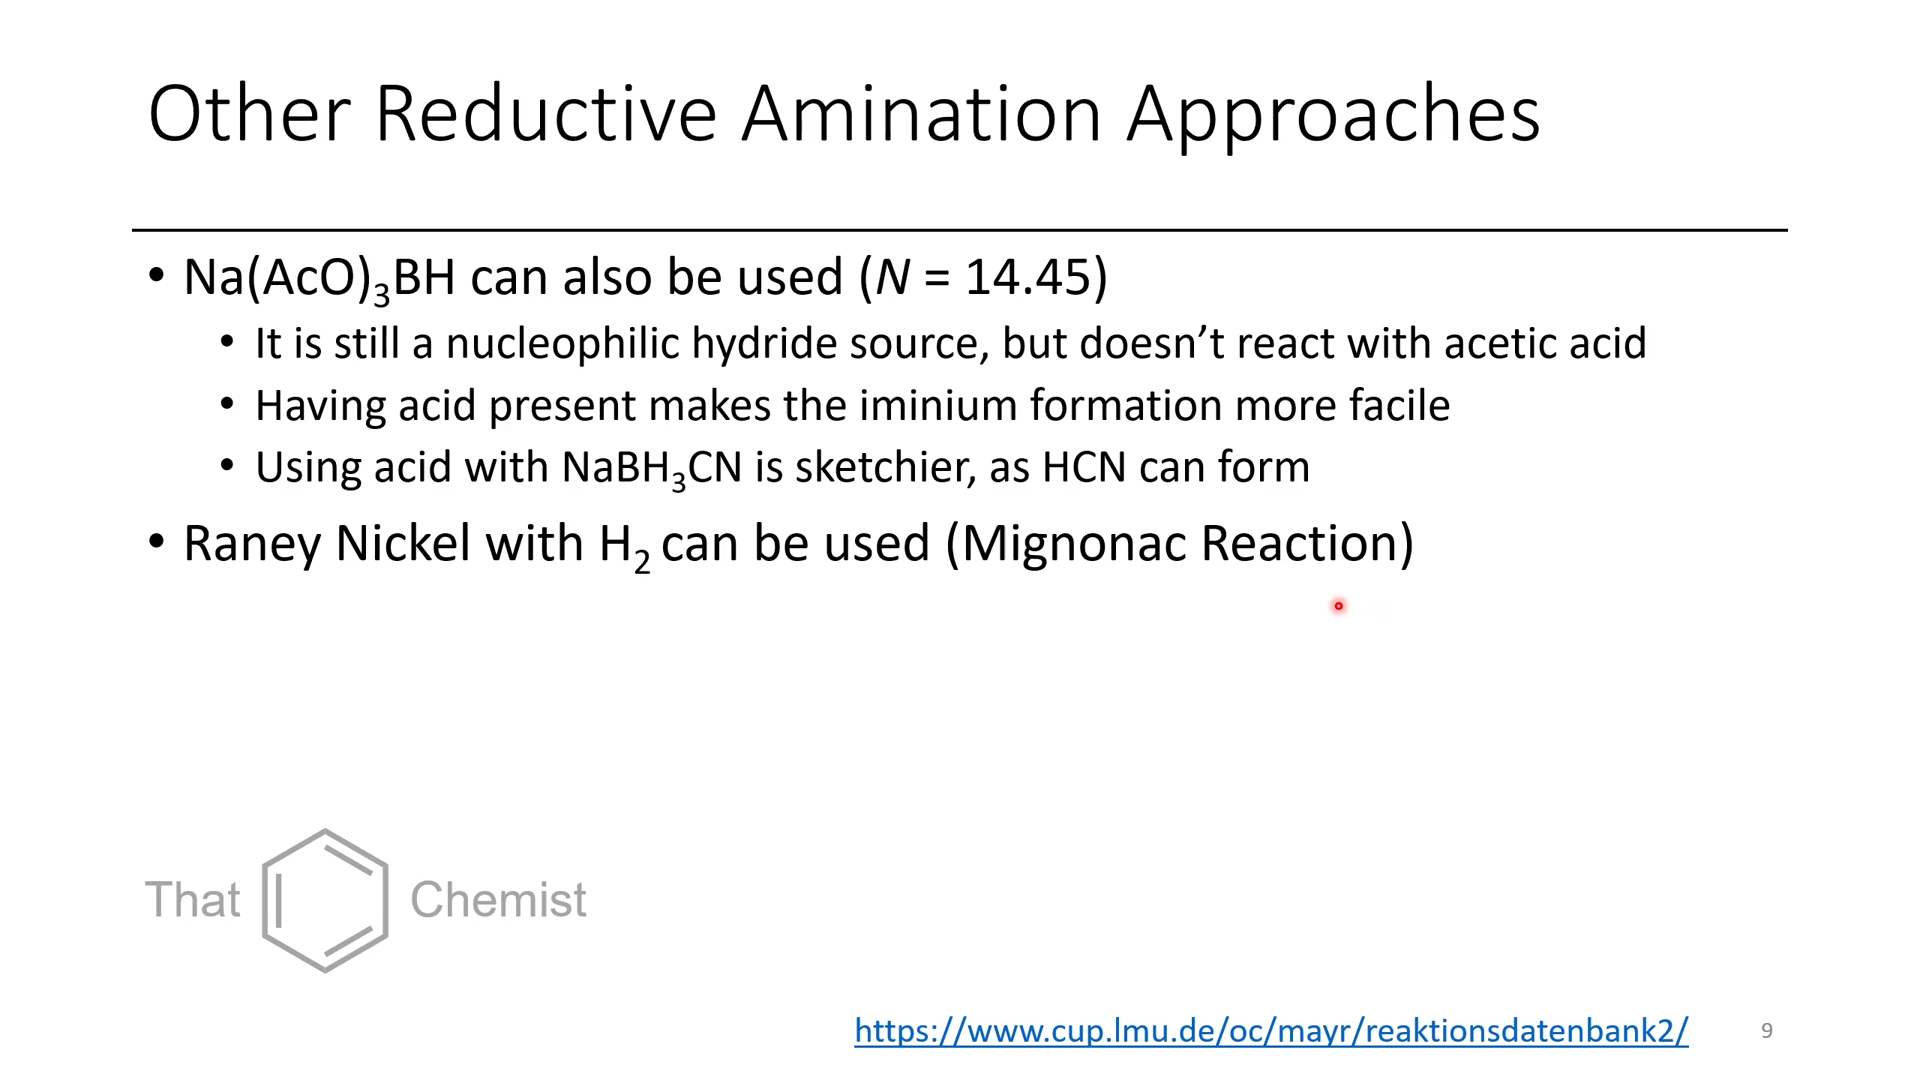 Other Reductive Amination Approaches
• Na(AcO)₃BH can also be used (N = 14.45)
• It is still a nucleophilic hydride source, but doesn’t react with acetic acid
• Having acid present makes the iminium formation more facile
• Using acid with NaBH₃CN is sketchier, as HCN can form
• Raney Nickel with H₂ can be used (Mignonac Reaction)
That Chemist
https://www.cup.lmu.de/oc/mayr/reaktionsdatenbank2/
9